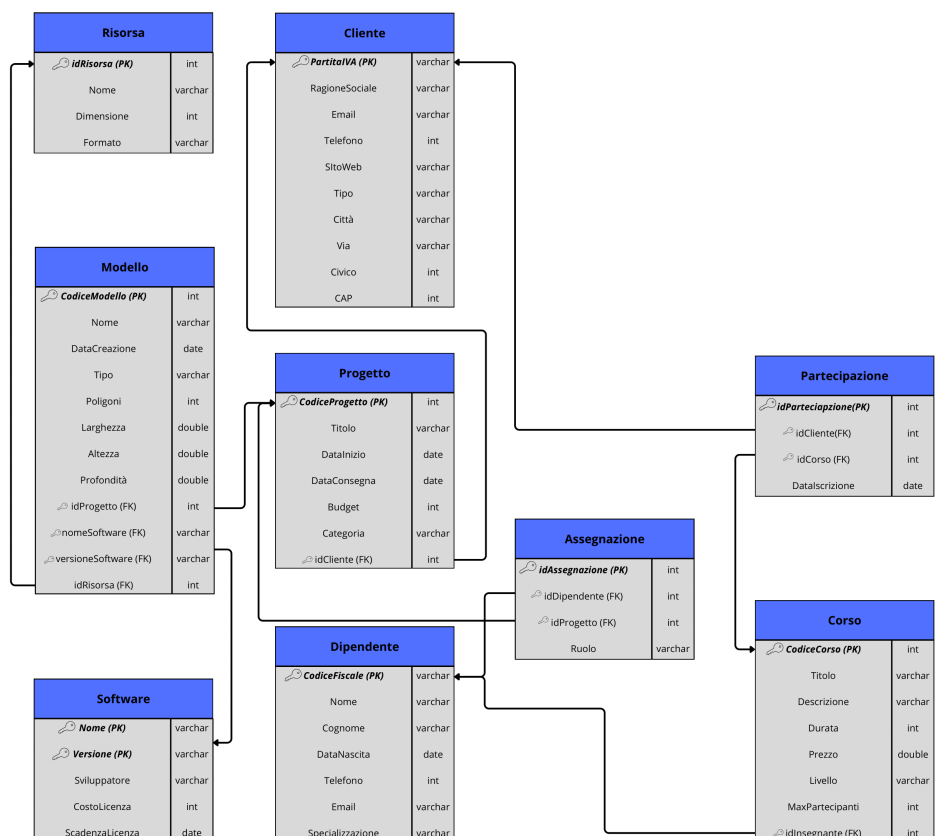 Risorsa
idRisorsa (PK) int
Nome varchar
Dimensione int
Formato varchar
Cliente
PartitaIVA (PK) varchar
RagioneSociale varchar
Email varchar
Telefono int
SItoWeb varchar
Tipo varchar
Città varchar
Via varchar
Civico int
CAP int
Modello
CodiceModello (PK) int
Nome varchar
DataCreazione date
Tipo varchar
Poligoni int
Larghezza double
Altezza double
Profondità double
idProgetto (FK) int
nomeSoftware (FK) varchar
versioneSoftware (FK) varchar
idRisorsa (FK) int
Progetto
CodiceProgetto (PK) int
Titolo varchar
DataInizio date
DataConsegna date
Budget int
Categoria varchar
idCliente (FK) int
Partecipazione
idParteciapzione(PK) int
idCliente(FK) int
idCorso (FK) int
DataIscrizione date
Assegnazione
idAssegnazione (PK) int
idDipendente (FK) int
idProgetto (FK) int
Ruolo varchar
Corso
CodiceCorso (PK) int
Titolo varchar
Descrizione varchar
Durata int
Prezzo double
Livello varchar
MaxPartecipanti int
idInsegnante (FK) int
Dipendente
CodiceFiscale (PK) varchar
Nome varchar
Cognome varchar
DataNascita date
Telefono int
Email varchar
Specializzazione varchar
Software
Nome (PK) varchar
Versione (PK) varchar
Sviluppatore varchar
CostoLicenza int
ScadenzaLicenza date